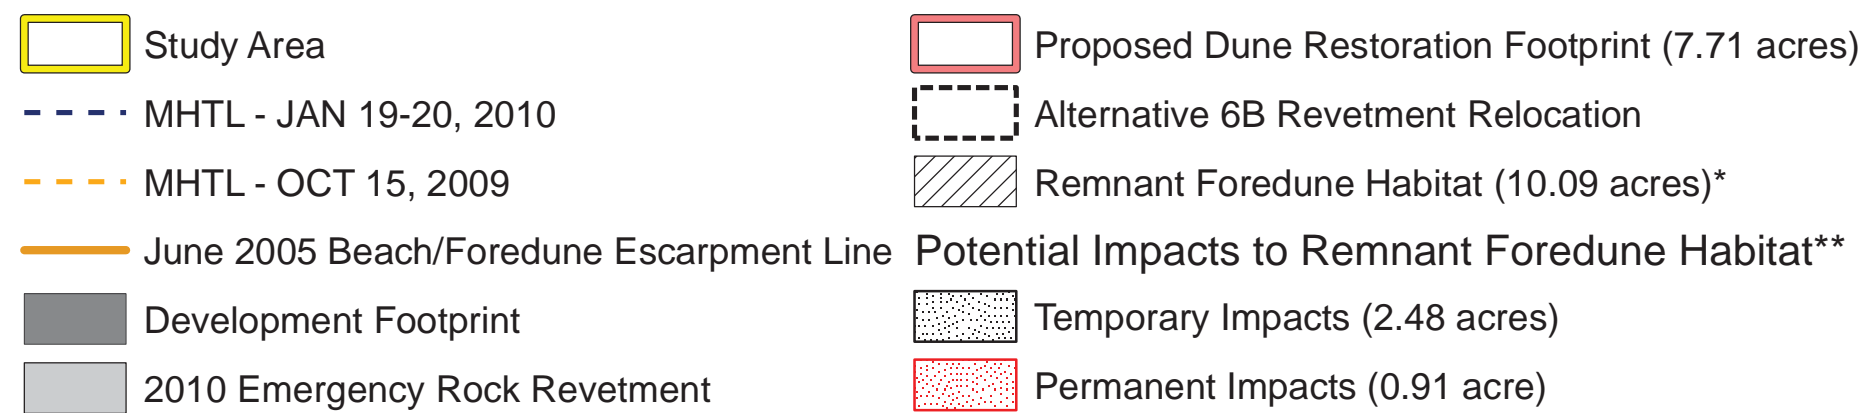 Study Area
MHTL - JAN 19-20, 2010
MHTL - OCT 15, 2009
June 2005 Beach/Foredune Escarpment Line
Development Footprint
2010 Emergency Rock Revetment
Proposed Dune Restoration Footprint (7.71 acres)
Alternative 6B Revetment Relocation
Remnant Foredune Habitat (10.09 acres)*
Potential Impacts to Remnant Foredune Habitat**
Temporary Impacts (2.48 acres)
Permanent Impacts (0.91 acre)